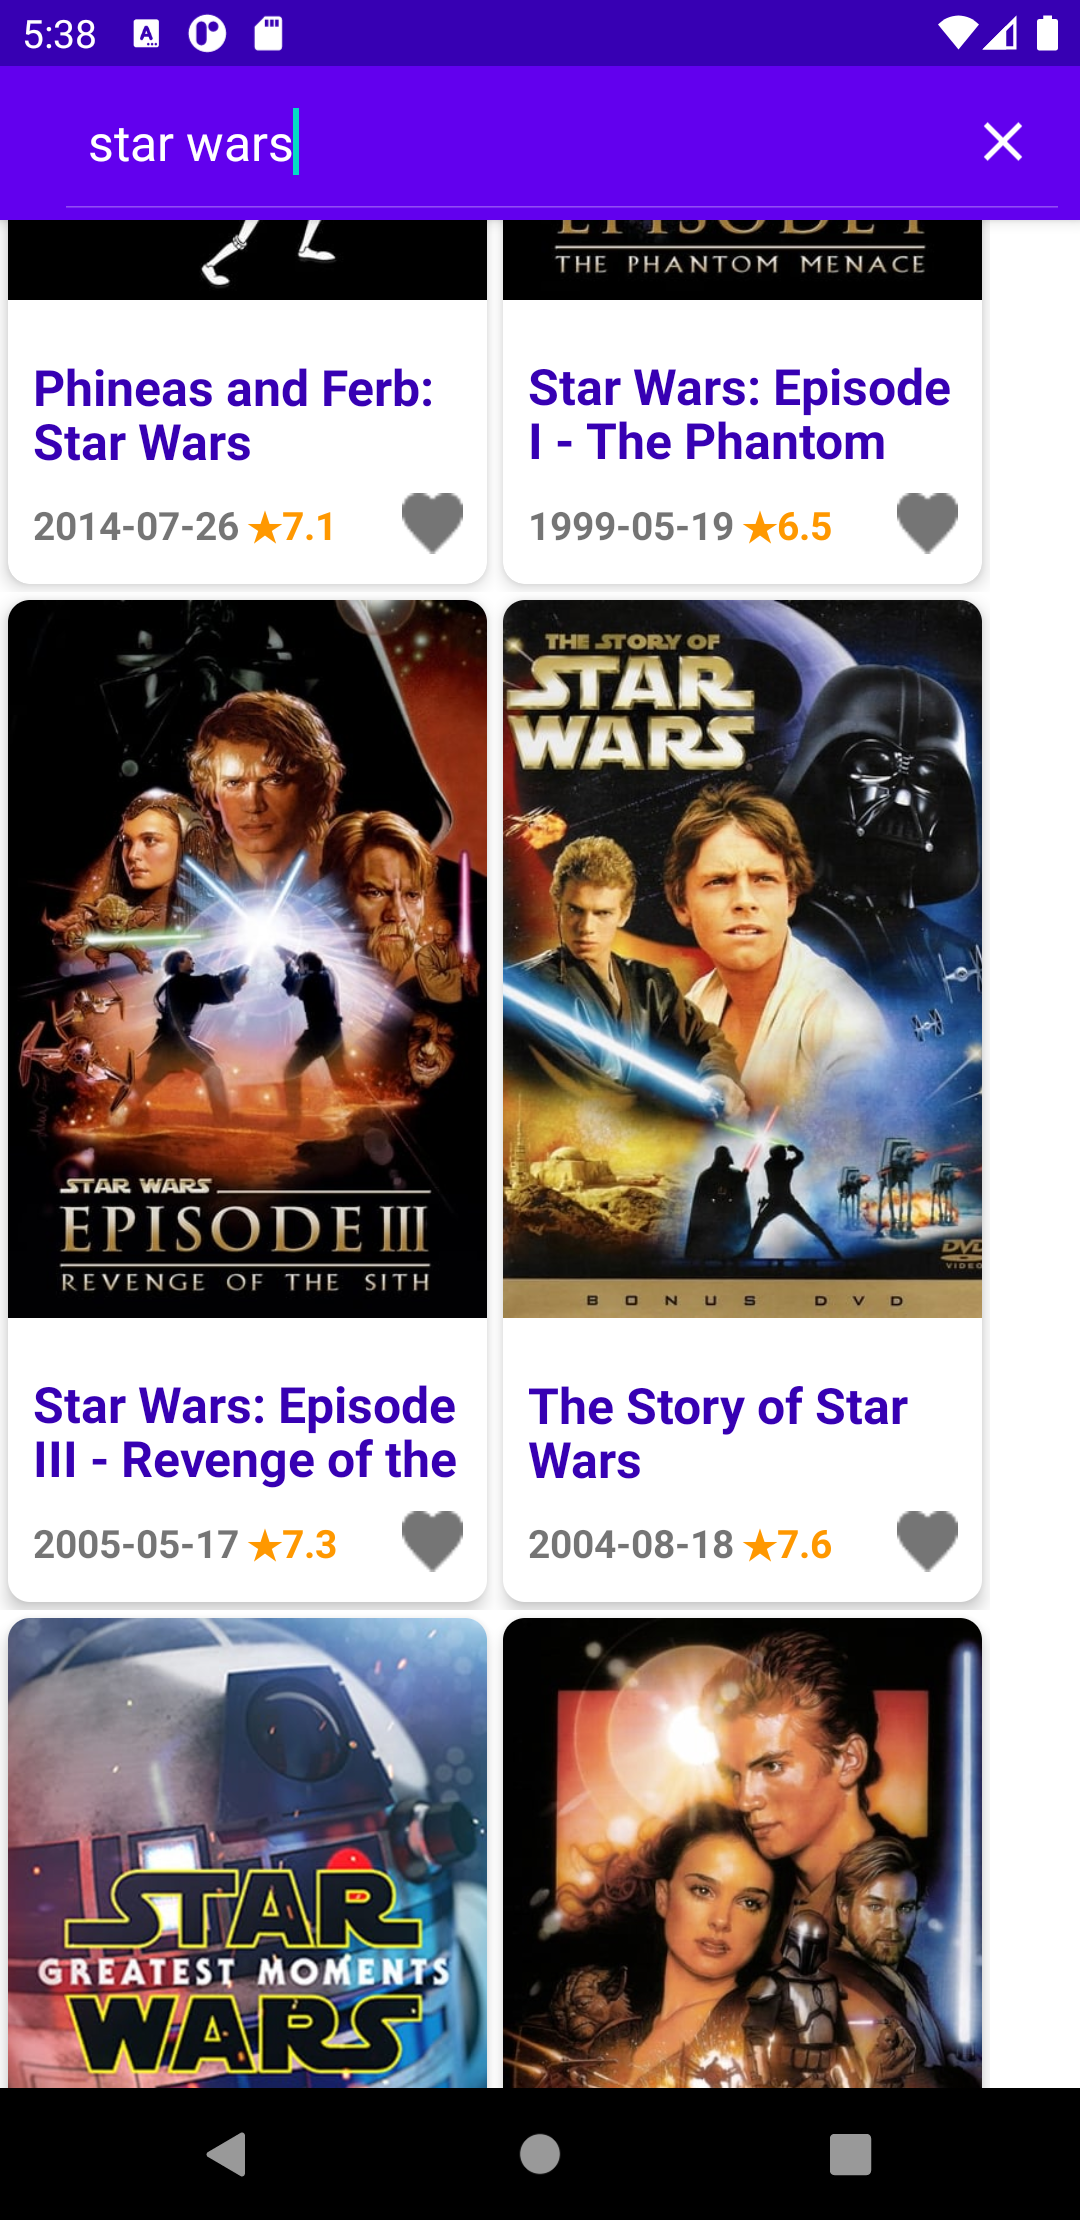 5:38
star wars
EPISODE I
THE PHANTOM MENACE
Phineas and Ferb:
Star Wars
2014-07-26 ★7.1
Star Wars: Episode
I - The Phantom
1999-05-19 ★6.5
STAR WARS
EPISODE III
REVENGE OF THE SITH
THE STORY OF
STAR
WARS
DVD
VIDEO
BONUS DVD
Star Wars: Episode
III - Revenge of the
2005-05-17 ★7.3
The Story of Star
Wars
2004-08-18 ★7.6
STAR
GREATEST MOMENTS
WARS